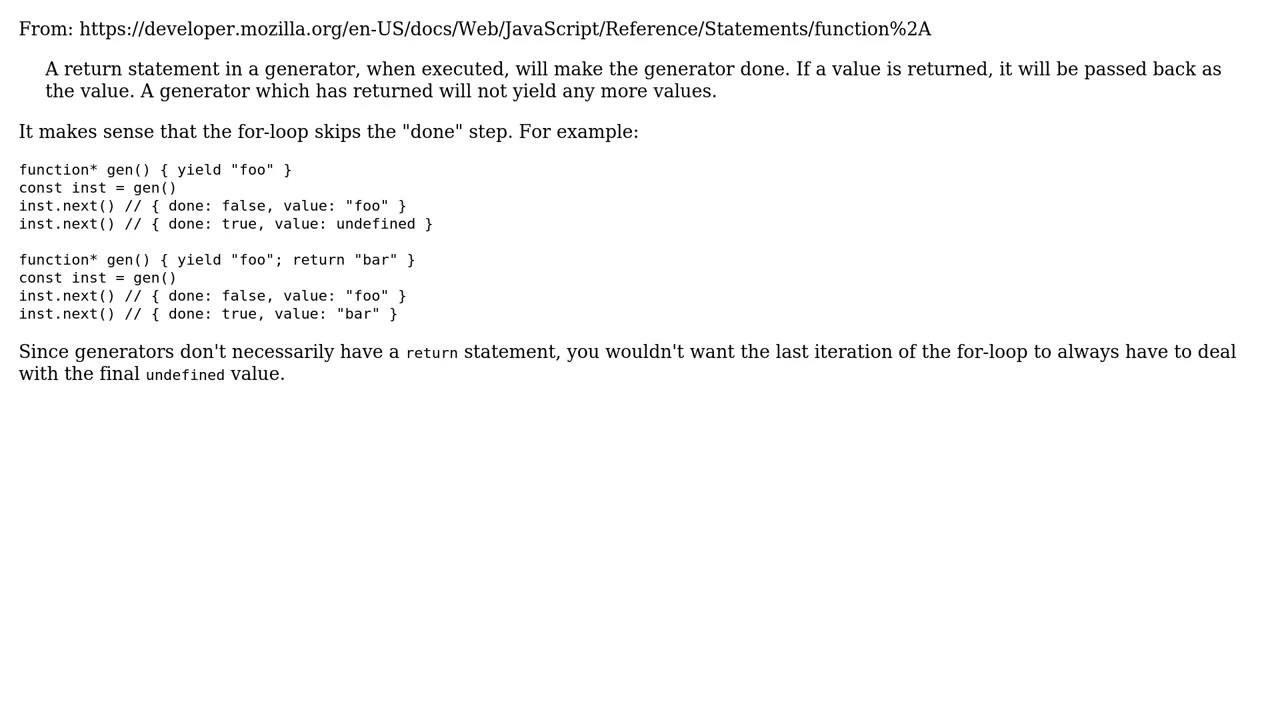 From: https://developer.mozilla.org/en-US/docs/Web/JavaScript/Reference/Statements/function%2A
A return statement in a generator, when executed, will make the generator done. If a value is returned, it will be passed back as
the value. A generator which has returned will not yield any more values.
It makes sense that the for-loop skips the "done" step. For example:
function* gen() { yield "foo" }
const inst = gen()
inst.next() // { done: false, value: "foo" }
inst.next() // { done: true, value: undefined }
function* gen() { yield "foo"; return "bar" }
const inst = gen()
inst.next() // { done: false, value: "foo" }
inst.next() // { done: true, value: "bar" }
Since generators don't necessarily have a return statement, you wouldn't want the last iteration of the for-loop to always have to deal
with the final undefined value.